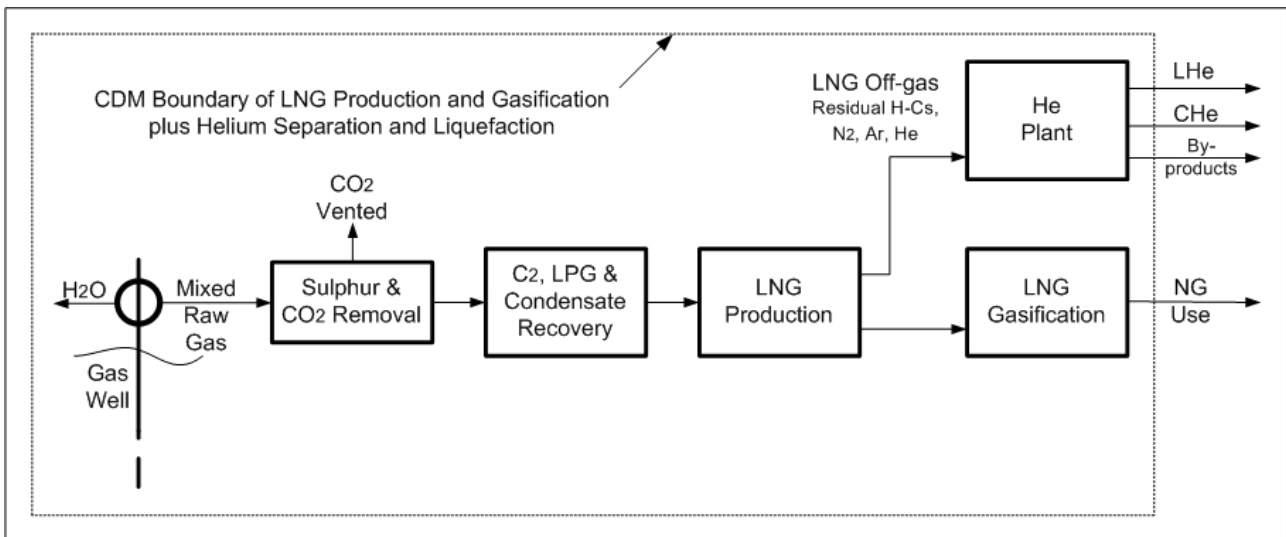 CDM Boundary of LNG Production and Gasification
plus Helium Separation and Liquefaction
LNG Off-gas
Residual H-Cs,
N2, Ar, He
He
Plant
LHe
CHe
By-
products
CO2
Vented
H2O
Mixed
Raw
Gas
Gas
Well
Sulphur &
CO2 Removal
C2, LPG &
Condensate
Recovery
LNG
Production
LNG
Gasification
NG
Use